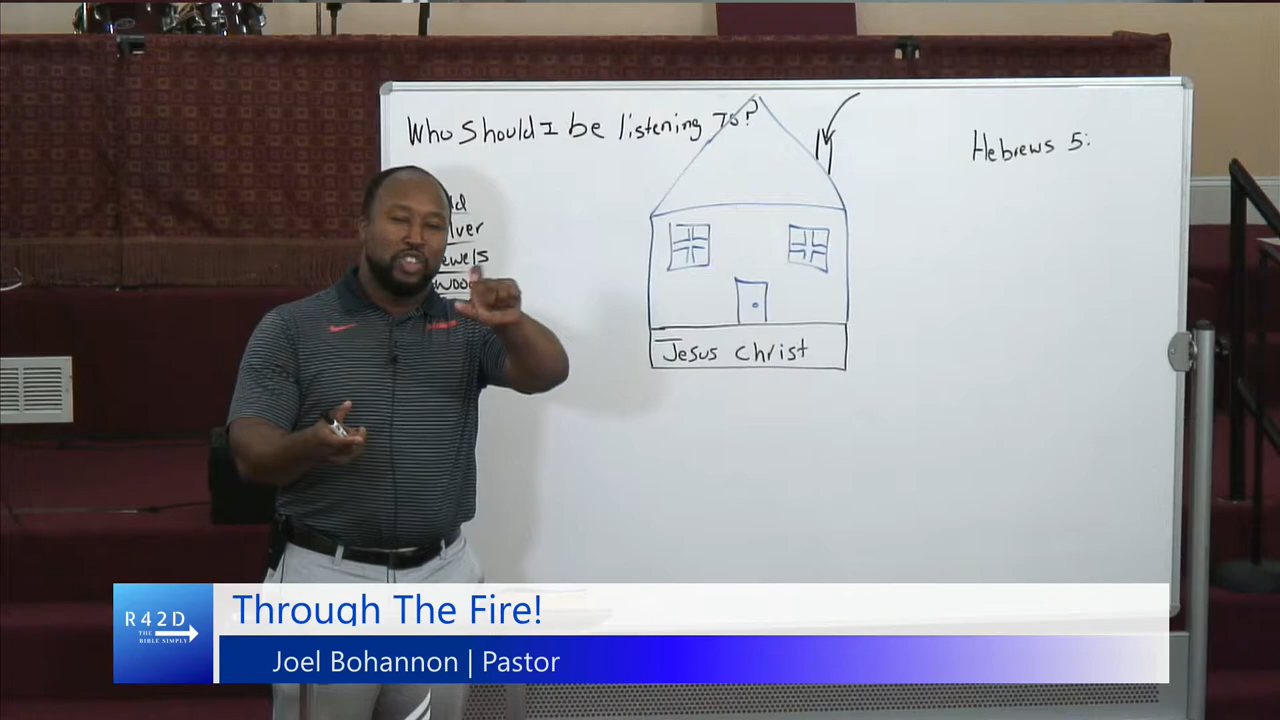 Who Should I be listening To?
Hebrews 5:
Jesus Christ
Through The Fire!
Joel Bohannon | Pastor
R42D
THE
BIBLE SIMPLY